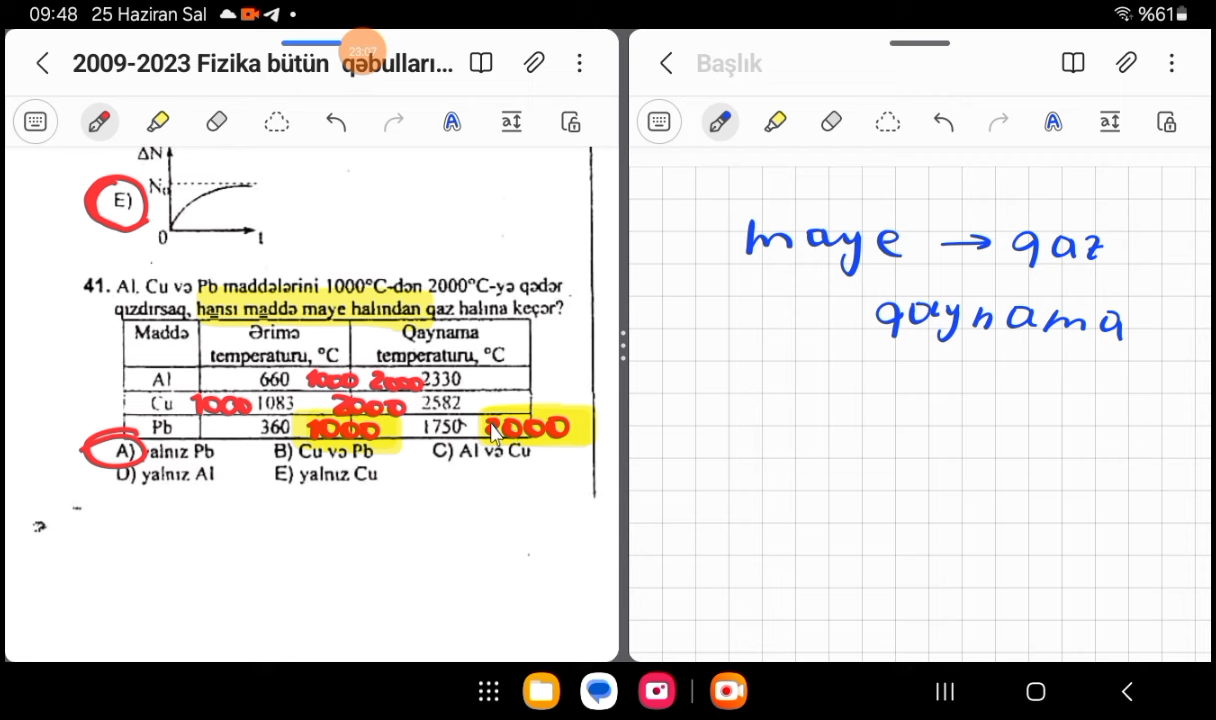 09:48 25 Haziran Sal %61
23:07
2009-2023 Fizika bütün qəbulları...
Başlık
ΔN
N₀
E)
0 t
maye → qaz
qaynama
41. Al, Cu və Pb maddələrini 1000°C-dən 2000°C-yə qədər
qızdırsaq, hansı maddə maye halından qaz halına keçər?
Maddə Ərimə temperaturu, °C Qaynama temperaturu, °C
Al 660 1000 2000 2330
Cu 1000 1083 2000 2582
Pb 360 1000 1750 2000
A) yalnız Pb B) Cu və Pb C) Al və Cu
D) yalnız Al E) yalnız Cu